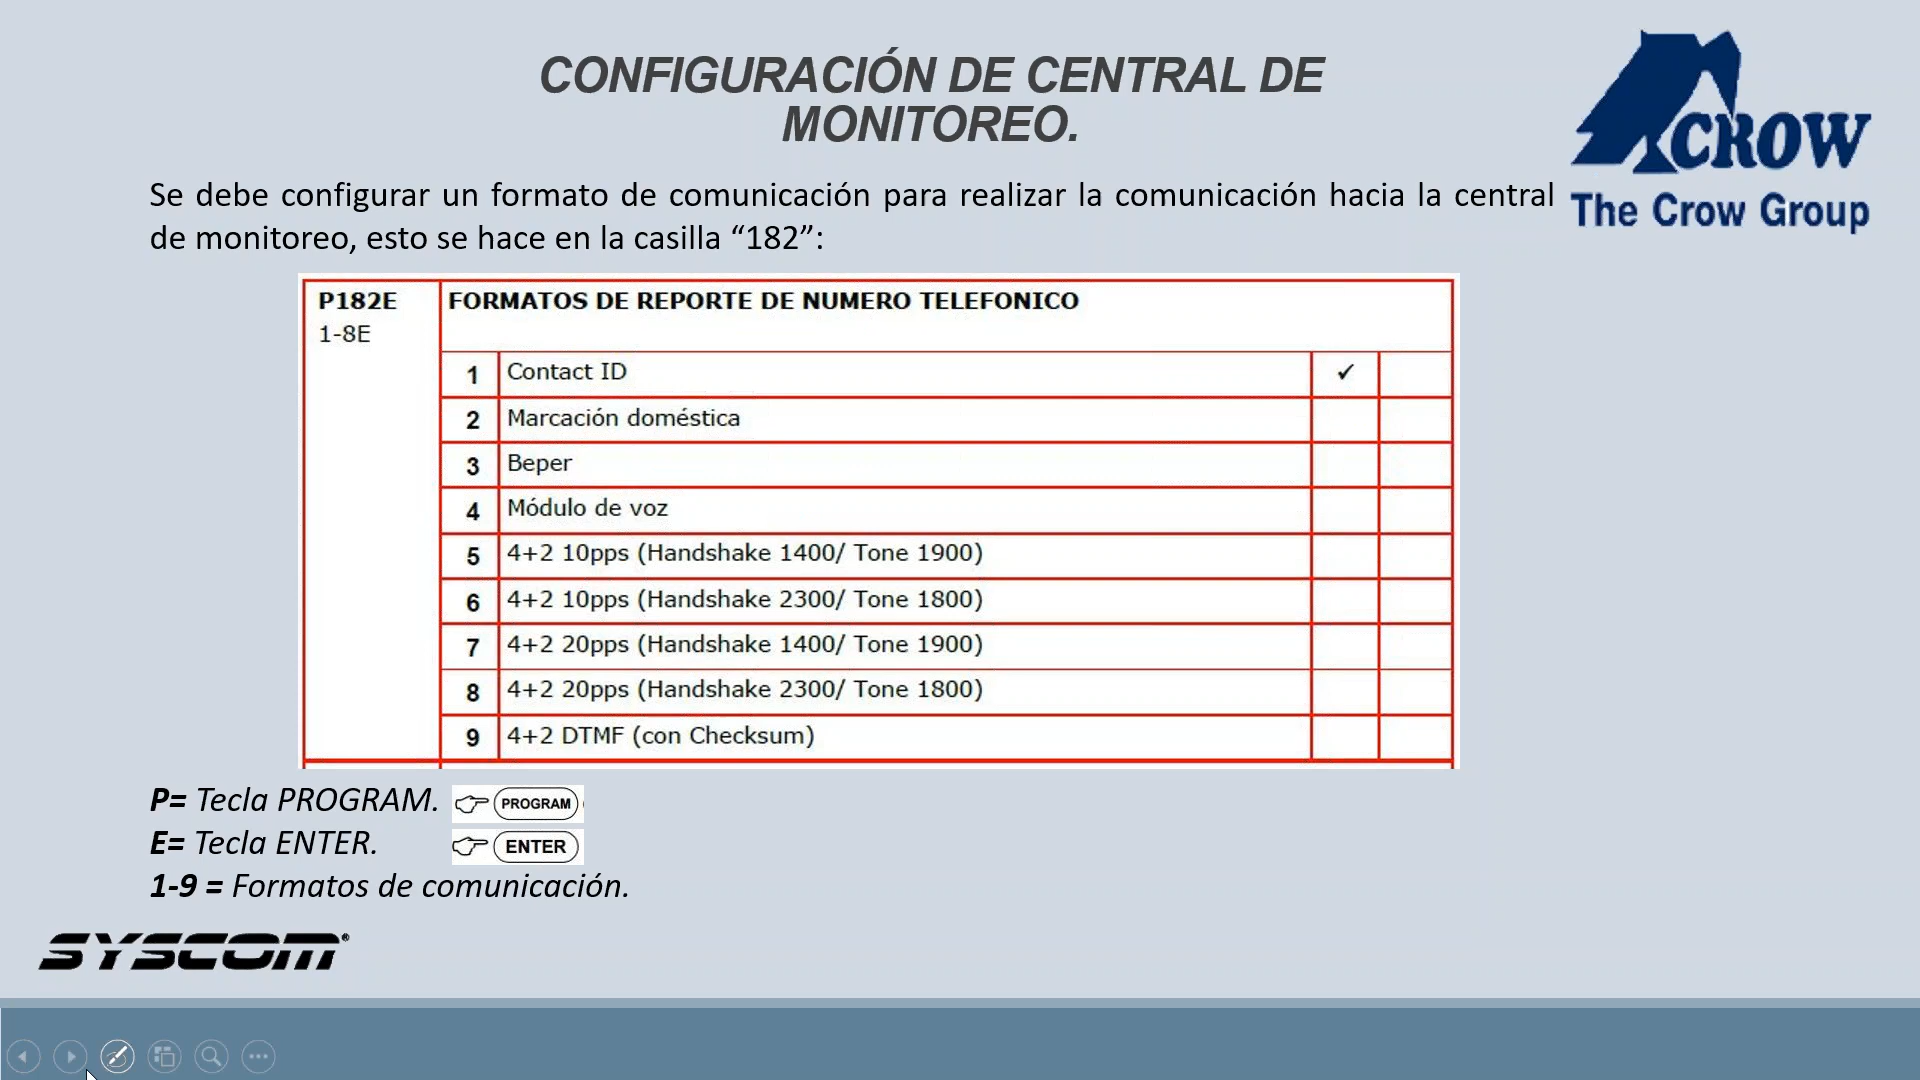 CONFIGURACIÓN DE CENTRAL DE
MONITOREO.
CROW
The Crow Group
Se debe configurar un formato de comunicación para realizar la comunicación hacia la central
de monitoreo, esto se hace en la casilla “182”:
P182E FORMATOS DE REPORTE DE NUMERO TELEFONICO
1-8E
1 Contact ID ✓
2 Marcación doméstica
3 Beper
4 Módulo de voz
5 4+2 10pps (Handshake 1400/ Tone 1900)
6 4+2 10pps (Handshake 2300/ Tone 1800)
7 4+2 20pps (Handshake 1400/ Tone 1900)
8 4+2 20pps (Handshake 2300/ Tone 1800)
9 4+2 DTMF (con Checksum)
P= Tecla PROGRAM. PROGRAM
E= Tecla ENTER. ENTER
1-9 = Formatos de comunicación.
SYSCOM®